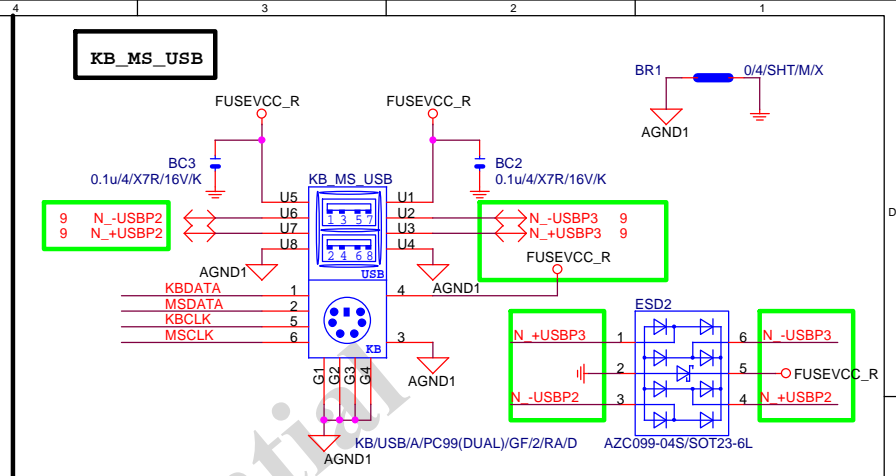 4 3 2 1
KB_MS_USB
BR1 0/4/SHT/M/X
FUSEVCC_R FUSEVCC_R
AGND1
BC3
0.1u/4/X7R/16V/K
BC2
0.1u/4/X7R/16V/K
KB_MS_USB
U5 U1
9 N_-USBP2 U6 U2 N_-USBP3 9
9 N_+USBP2 U7 U3 N_+USBP3 9
U8 U4
1 3 5 7
2 4 6 8
USB
D
FUSEVCC_R
AGND1 AGND1
KBDATA 1 4
MSDATA 2
KBCLK 5
MSCLK 6 3
KB
G1 G2 G3 G4
AGND1
AGND1
KB/USB/A/PC99(DUAL)/GF/2/RA/D
ESD2
N_+USBP3 1 6 N_-USBP3
2 5 FUSEVCC_R
N_-USBP2 3 4 N_+USBP2
AZC099-04S/SOT23-6L
ntial